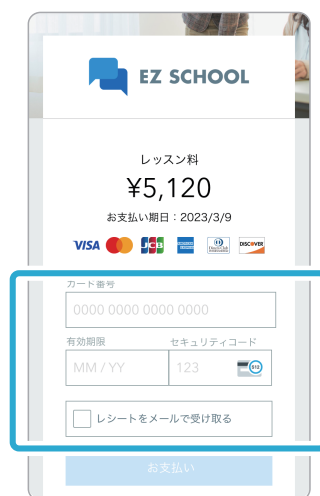 EZ SCHOOL
レッスン料
¥5,120
お支払い期日：2023/3/9
VISA JCB DISCOVER
カード番号
0000 0000 0000 0000
有効期限 セキュリティコード
MM / YY 123
レシートをメールで受け取る
お支払い